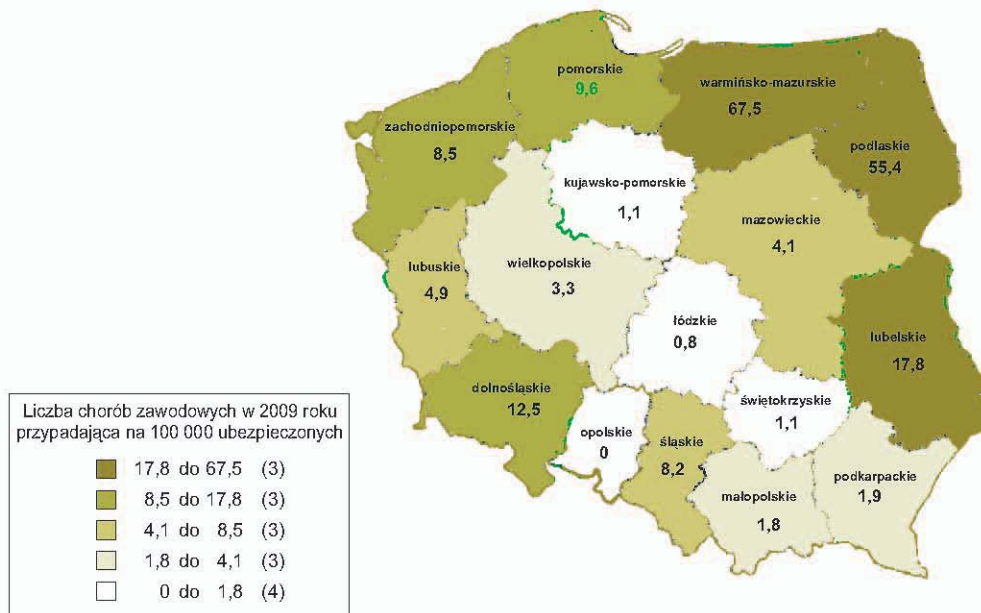 pomorskie
9,6
warmińsko-mazurskie
67,5
zachodniopomorskie
8,5
podlaskie
55,4
kujawsko-pomorskie
1,1
mazowieckie
4,1
lubuskie
4,9
wielkopolskie
3,3
łódzkie
0,8
lubelskie
17,8
dolnośląskie
12,5
świętokrzyskie
1,1
opolskie
0
śląskie
8,2
małopolskie
1,8
podkarpackie
1,9
Liczba chorób zawodowych w 2009 roku
przypadająca na 100 000 ubezpieczonych
17,8 do 67,5 (3)
8,5 do 17,8 (3)
4,1 do 8,5 (3)
1,8 do 4,1 (3)
0 do 1,8 (4)